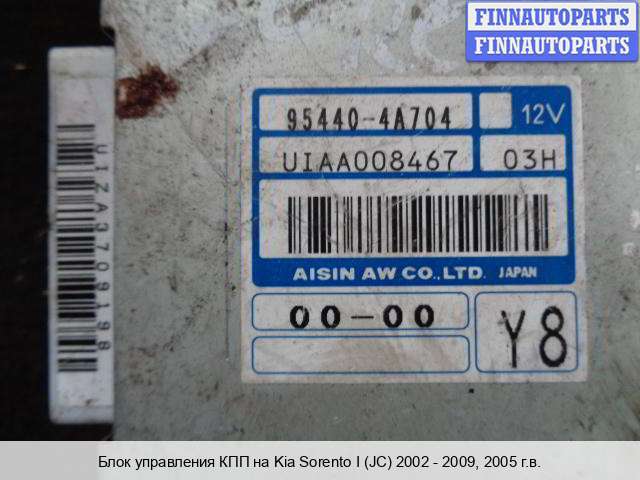 FINNAUTOPARTS
FINNAUTOPARTS
95440-4A704
12V
UIAA008467
03H
AISIN AW CO.,LTD. JAPAN
00-00
Y8
UIZA3709198
Блок управления КПП на Kia Sorento I (JC) 2002 - 2009, 2005 г.в.